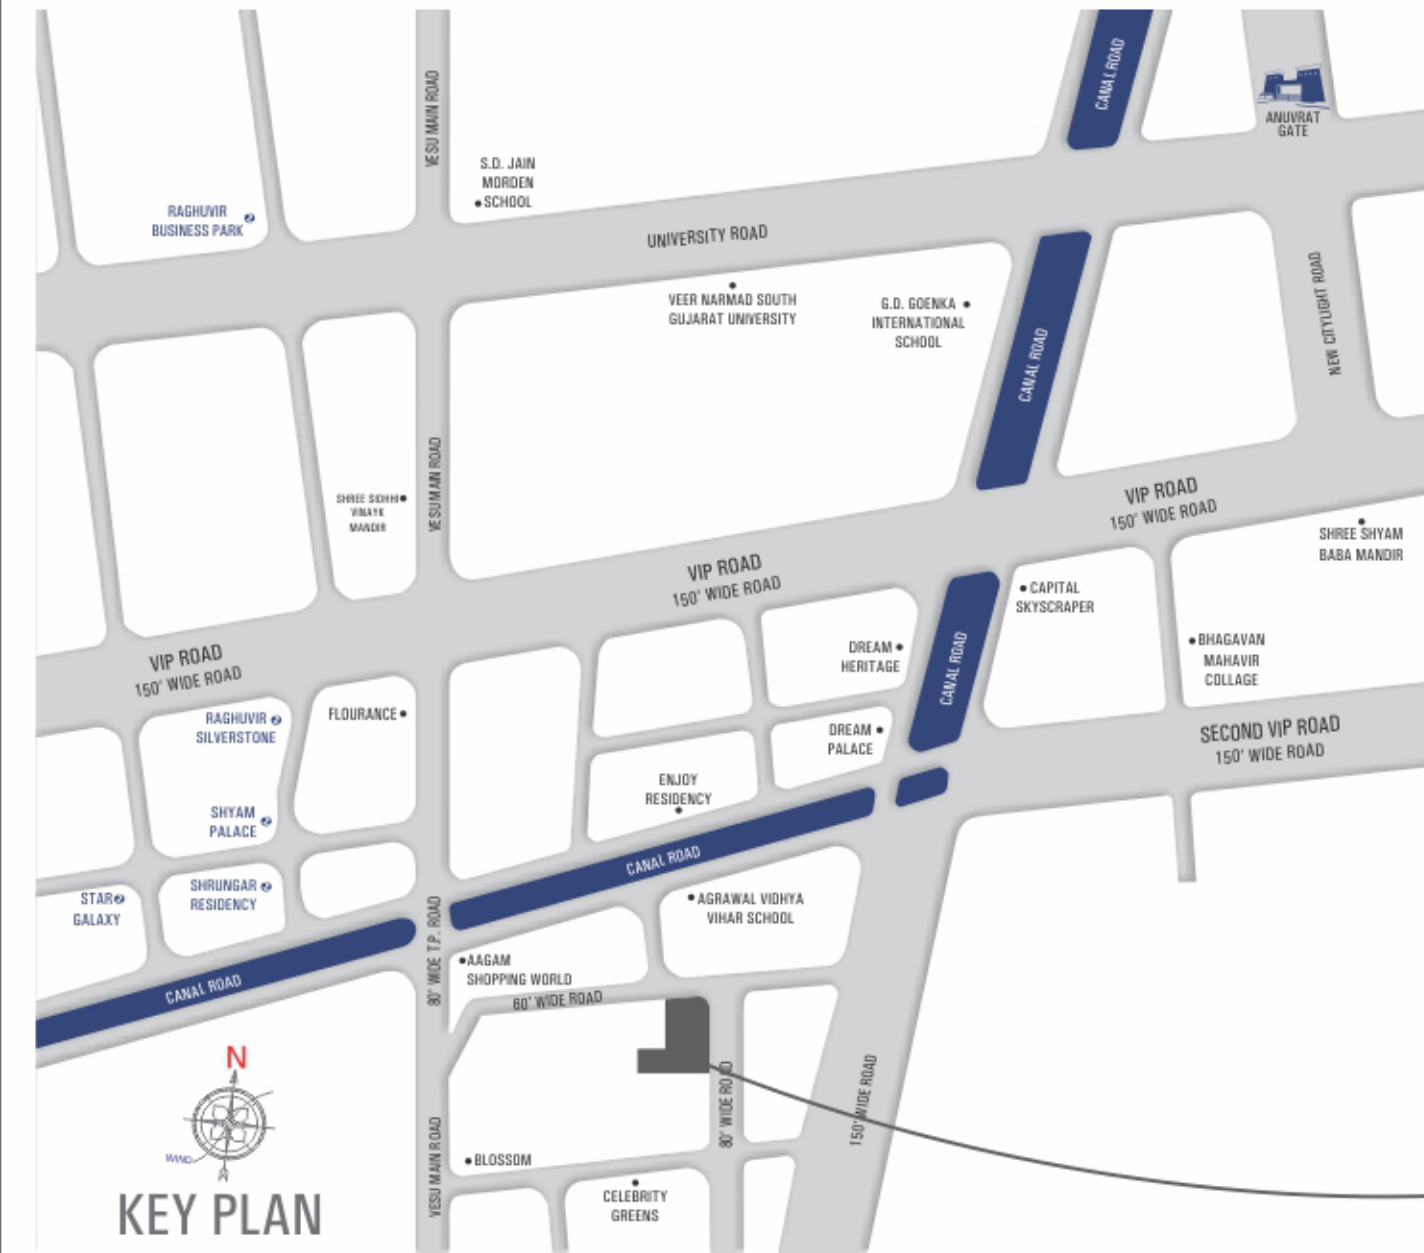 CANAL ROAD
ANUVRAT
GATE
VESU MAIN ROAD
S.D. JAIN
MORDEN
SCHOOL
RAGHUVIR
BUSINESS PARK
UNIVERSITY ROAD
VEER NARMAD SOUTH
GUJARAT UNIVERSITY
G.D. GOENKA
INTERNATIONAL
SCHOOL
CANAL ROAD
NEW CITYLIGHT ROAD
SHREE SIDHHI
VINAYK
MANDIR
VESU MAIN ROAD
VIP ROAD
150' WIDE ROAD
SHREE SHYAM
BABA MANDIR
VIP ROAD
150' WIDE ROAD
CAPITAL
SKYSCRAPER
BHAGAVAN
MAHAVIR
COLLAGE
VIP ROAD
150' WIDE ROAD
DREAM
HERITAGE
CANAL ROAD
RAGHUVIR
SILVERSTONE
FLOURANCE
DREAM
PALACE
SECOND VIP ROAD
150' WIDE ROAD
ENJOY
RESIDENCY
SHYAM
PALACE
CANAL ROAD
SHRUNGAR
RESIDENCY
STAR
GALAXY
AGRAWAL VIDHYA
VIHAR SCHOOL
80' WIDE T.P. ROAD
AAGAM
SHOPPING WORLD
CANAL ROAD
60' WIDE ROAD
N
WIND
80' WIDE ROAD
150' WIDE ROAD
VESU MAIN ROAD
BLOSSOM
CELEBRITY
GREENS
KEY PLAN